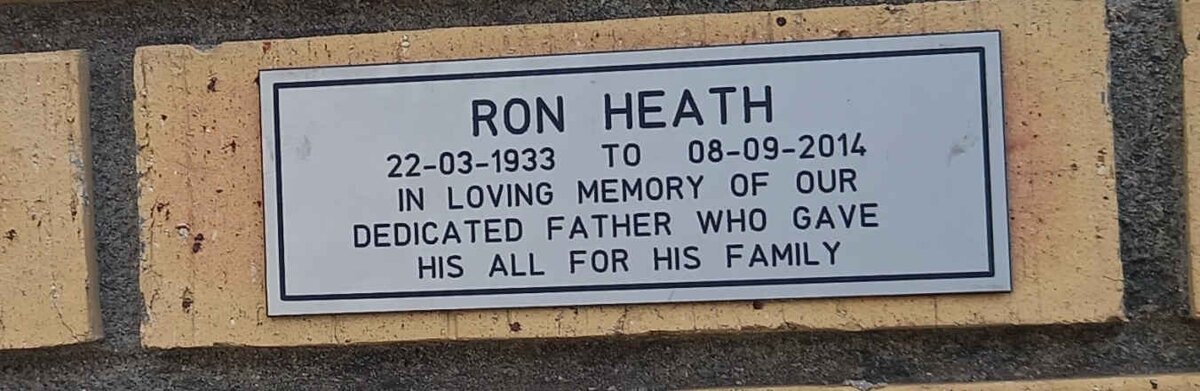 RON HEATH
22-03-1933 TO 08-09-2014
IN LOVING MEMORY OF OUR
DEDICATED FATHER WHO GAVE
HIS ALL FOR HIS FAMILY